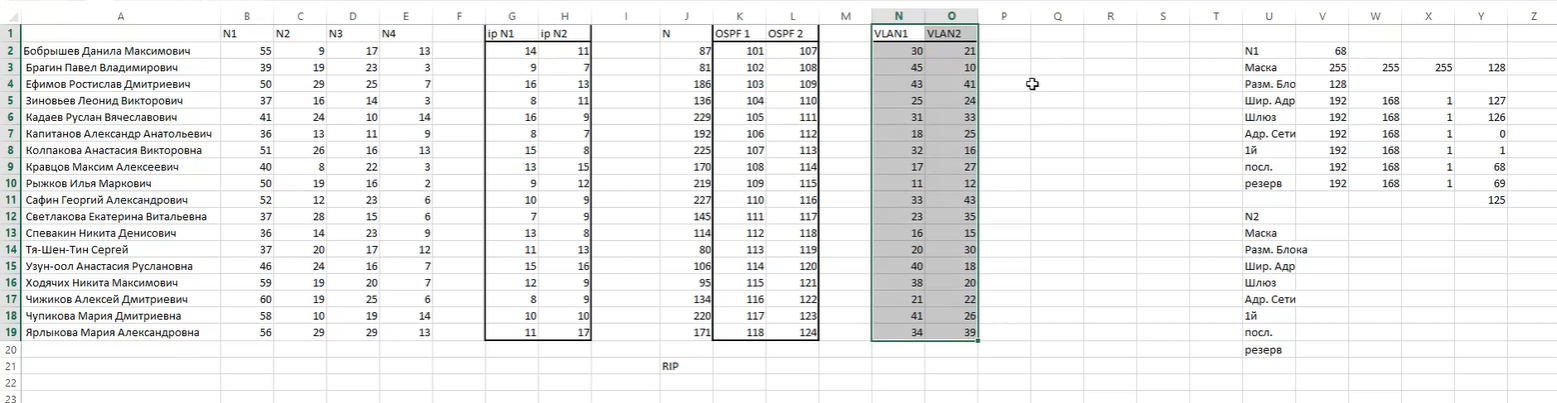 A B C D E F G H I J K L M N O P Q R S T U V W X Y Z
1 N1 N2 N3 N4 ip N1 ip N2 N OSPF 1 OSPF 2 VLAN1 VLAN2
2 Бобрышев Данила Максимович 55 9 17 13 14 11 87 101 107 30 21 N1 68
3 Брагин Павел Владимирович 39 19 23 3 9 7 81 102 108 45 10 Маска 255 255 255 128
4 Ефимов Ростислав Дмитриевич 50 29 25 7 16 13 186 103 109 43 41 Разм. Бло 128
5 Зиновьев Леонид Викторович 37 16 14 3 8 11 136 104 110 25 24 Шир. Адр 192 168 1 127
6 Кадаев Руслан Вячеславович 41 24 10 14 16 9 229 105 111 31 33 Шлюз 192 168 1 126
7 Капитанов Александр Анатольевич 36 13 11 9 8 7 192 106 112 18 25 Адр. Сети 192 168 1 0
8 Колпакова Анастасия Викторовна 51 26 16 13 15 8 225 107 113 32 16 1й 192 168 1 1
9 Кравцов Максим Алексеевич 40 8 22 3 13 15 170 108 114 17 27 посл. 192 168 1 68
10 Рыжков Илья Маркович 50 19 16 2 9 12 219 109 115 11 12 резерв 192 168 1 69
11 Сафин Георгий Александрович 52 12 23 6 10 9 227 110 116 33 43 125
12 Светлакова Екатерина Витальевна 37 28 15 6 7 9 145 111 117 23 35 N2
13 Спевакин Никита Денисович 36 14 23 9 13 8 114 112 118 16 15 Маска
14 Тя-Шен-Тин Сергей 37 20 17 12 11 13 80 113 119 20 30 Разм. Блока
15 Узун-оол Анастасия Руслановна 46 24 16 7 15 16 106 114 120 40 18 Шир. Адр
16 Ходячих Никита Максимович 59 19 20 7 12 9 95 115 121 38 20 Шлюз
17 Чижиков Алексей Дмитриевич 60 19 25 6 8 9 134 116 122 21 22 Адр. Сети
18 Чупикова Мария Дмитриевна 58 10 19 14 10 10 220 117 123 41 26 1й
19 Ярлыкова Мария Александровна 56 29 29 13 11 17 171 118 124 34 39 посл.
20 резерв
21 RIP
22
23